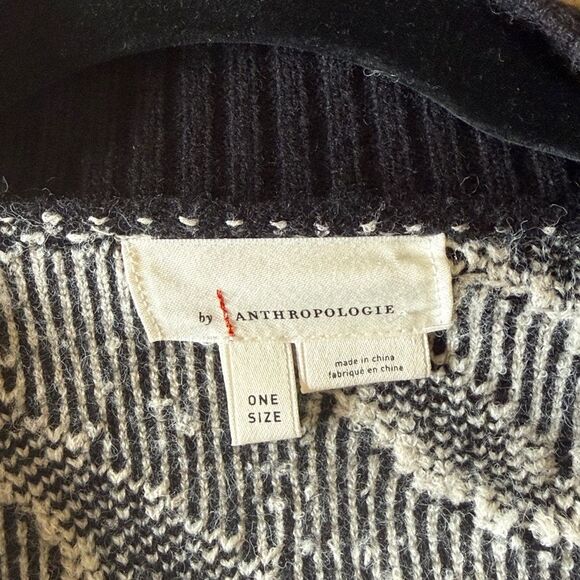 by ANTHROPOLOGIE
ONE
SIZE
made in china
fabriqué en chine